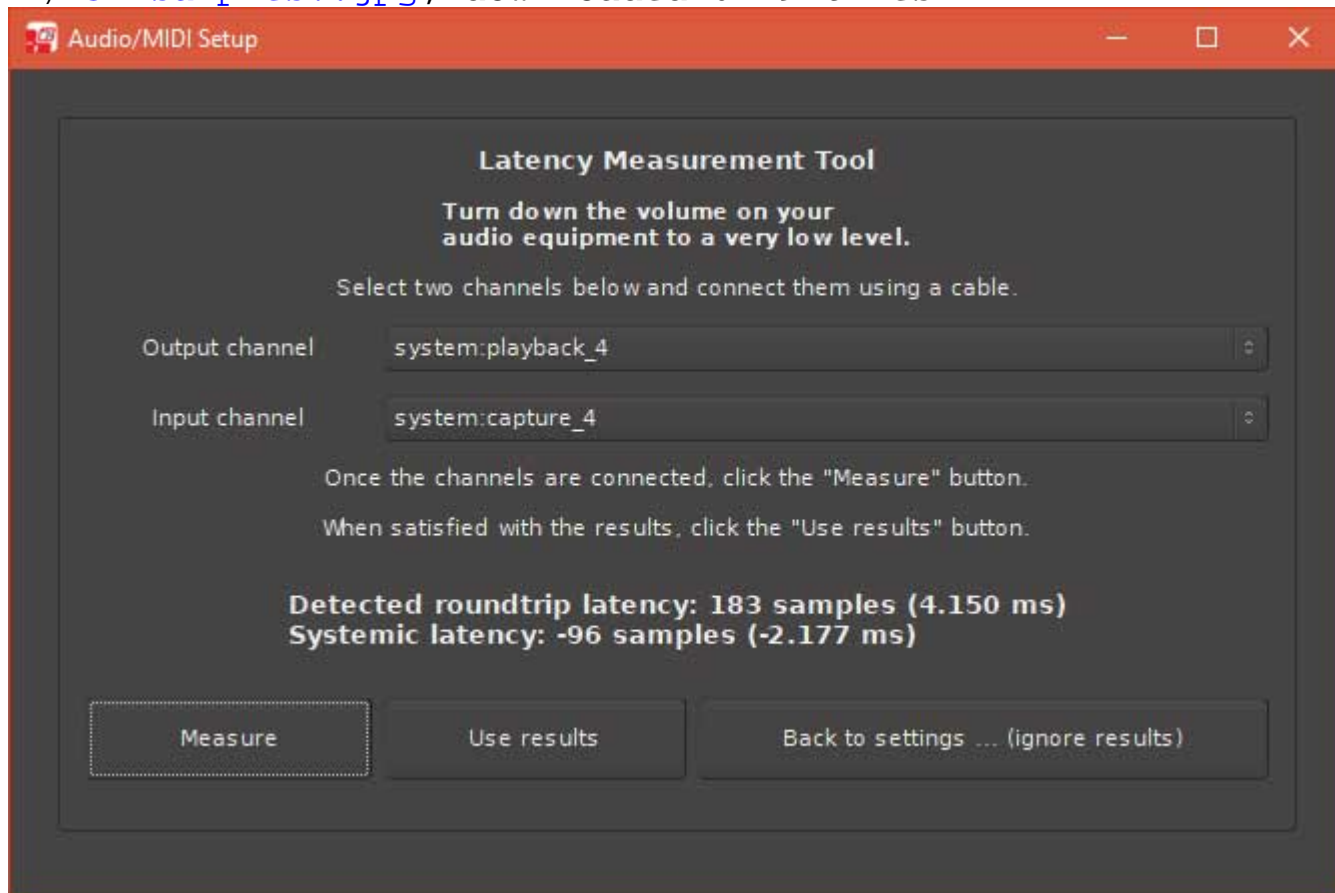 Audio/MIDI Setup
Latency Measurement Tool
Turn down the volume on your
audio equipment to a very low level.
Select two channels below and connect them using a cable.
Output channel system:playback_4
Input channel system:capture_4
Once the channels are connected, click the "Measure" button.
When satisfied with the results, click the "Use results" button.
Detected roundtrip latency: 183 samples (4.150 ms)
Systemic latency: -96 samples (-2.177 ms)
Measure Use results Back to settings ... (ignore results)